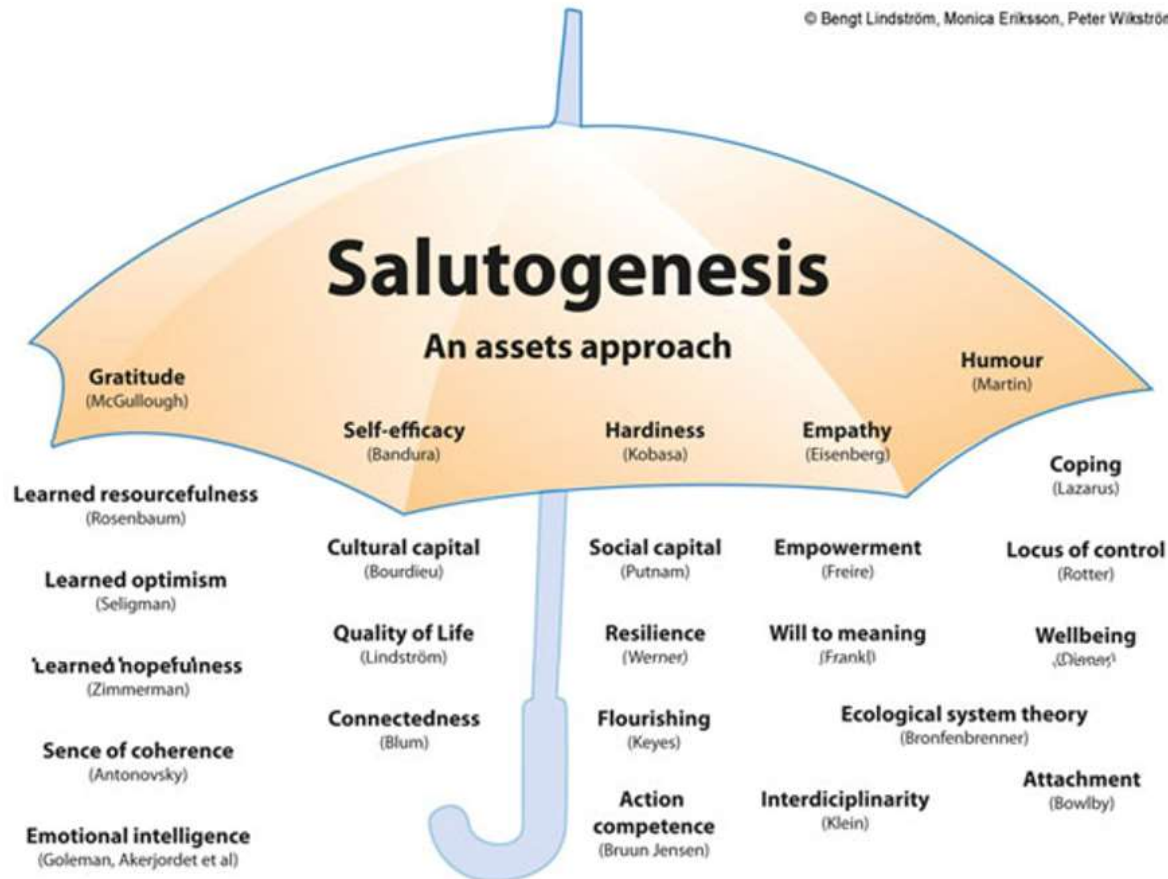 © Bengt Lindström, Monica Eriksson, Peter Wikström
Salutogenesis
An assets approach
Gratitude
(McGullough)
Humour
(Martin)
Self-efficacy
(Bandura)
Hardiness
(Kobasa)
Empathy
(Eisenberg)
Coping
(Lazarus)
Learned resourcefulness
(Rosenbaum)
Cultural capital
(Bourdieu)
Social capital
(Putnam)
Empowerment
(Freire)
Locus of control
(Rotter)
Learned optimism
(Seligman)
Quality of Life
(Lindström)
Resilience
(Werner)
Will to meaning
(Frankl)
Wellbeing
Learned hopefulness
(Zimmerman)
Connectedness
(Blum)
Flourishing
(Keyes)
Ecological system theory
(Bronfenbrenner)
Sence of coherence
(Antonovsky)
Action
competence
(Bruun Jensen)
Interdiciplinarity
(Klein)
Attachment
(Bowlby)
Emotional intelligence
(Goleman, Akerjordet et al)